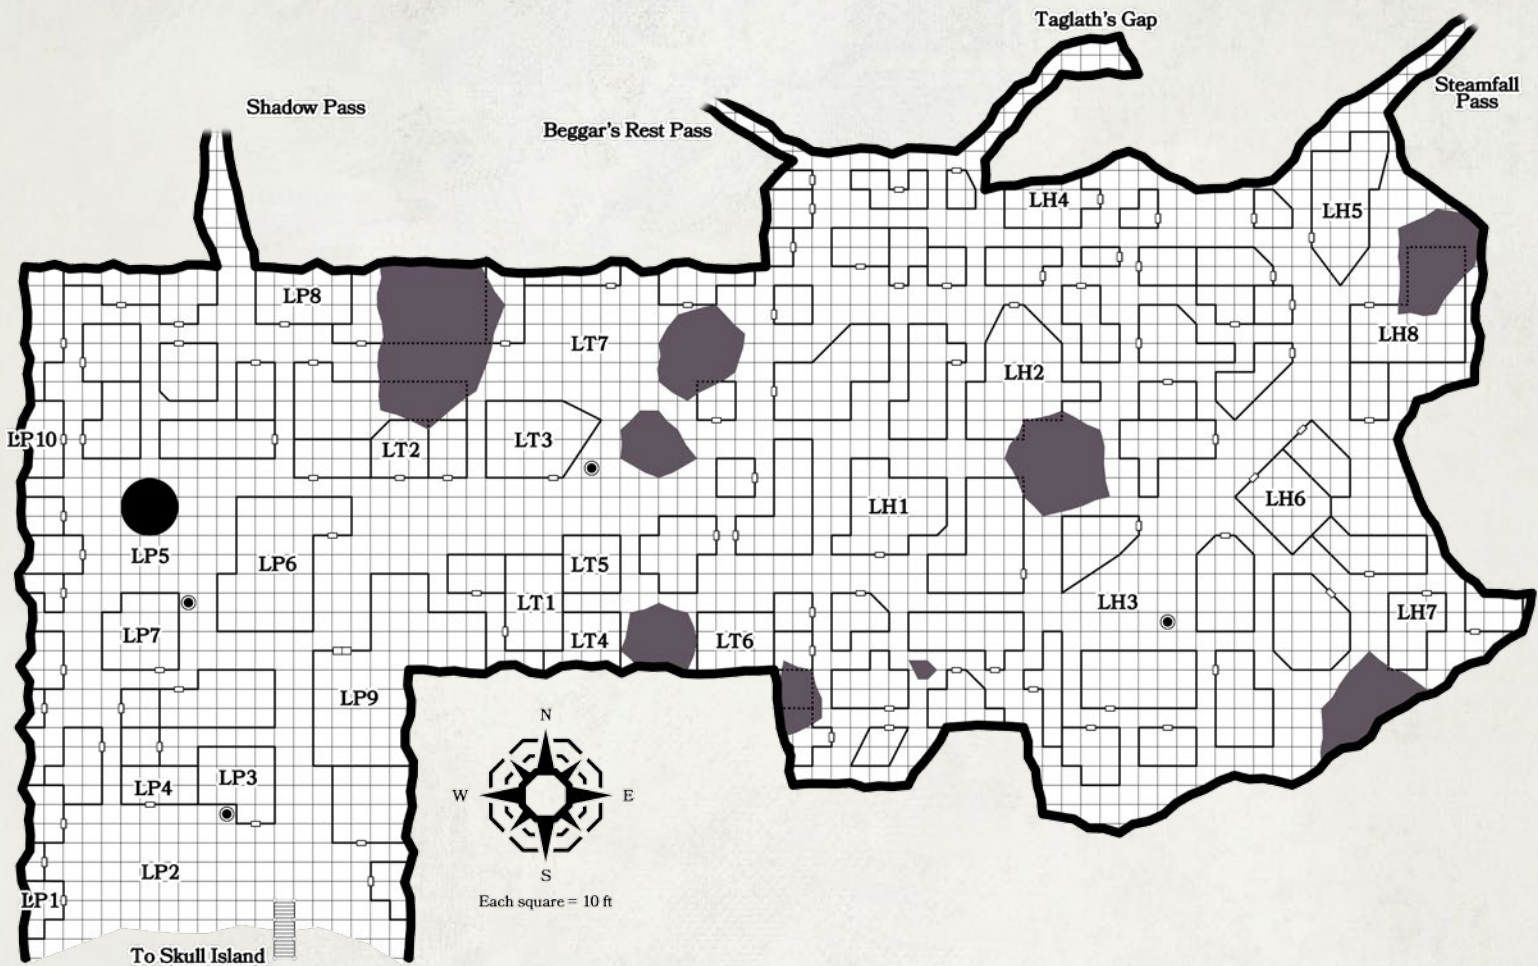 Taglath's Gap
Steamfall
Pass
Shadow Pass
Beggar's Rest Pass
LH4
LH5
LP8
LT7
LH8
LH2
LP10
LT2
LT3
LH1
LH6
LP5
LP6
LT5
LT1
LH3
LH7
LP7
LT4
LT6
LP9
N
W
E
S
LP4
LP3
LP2
LP1
Each square = 10 ft
To Skull Island